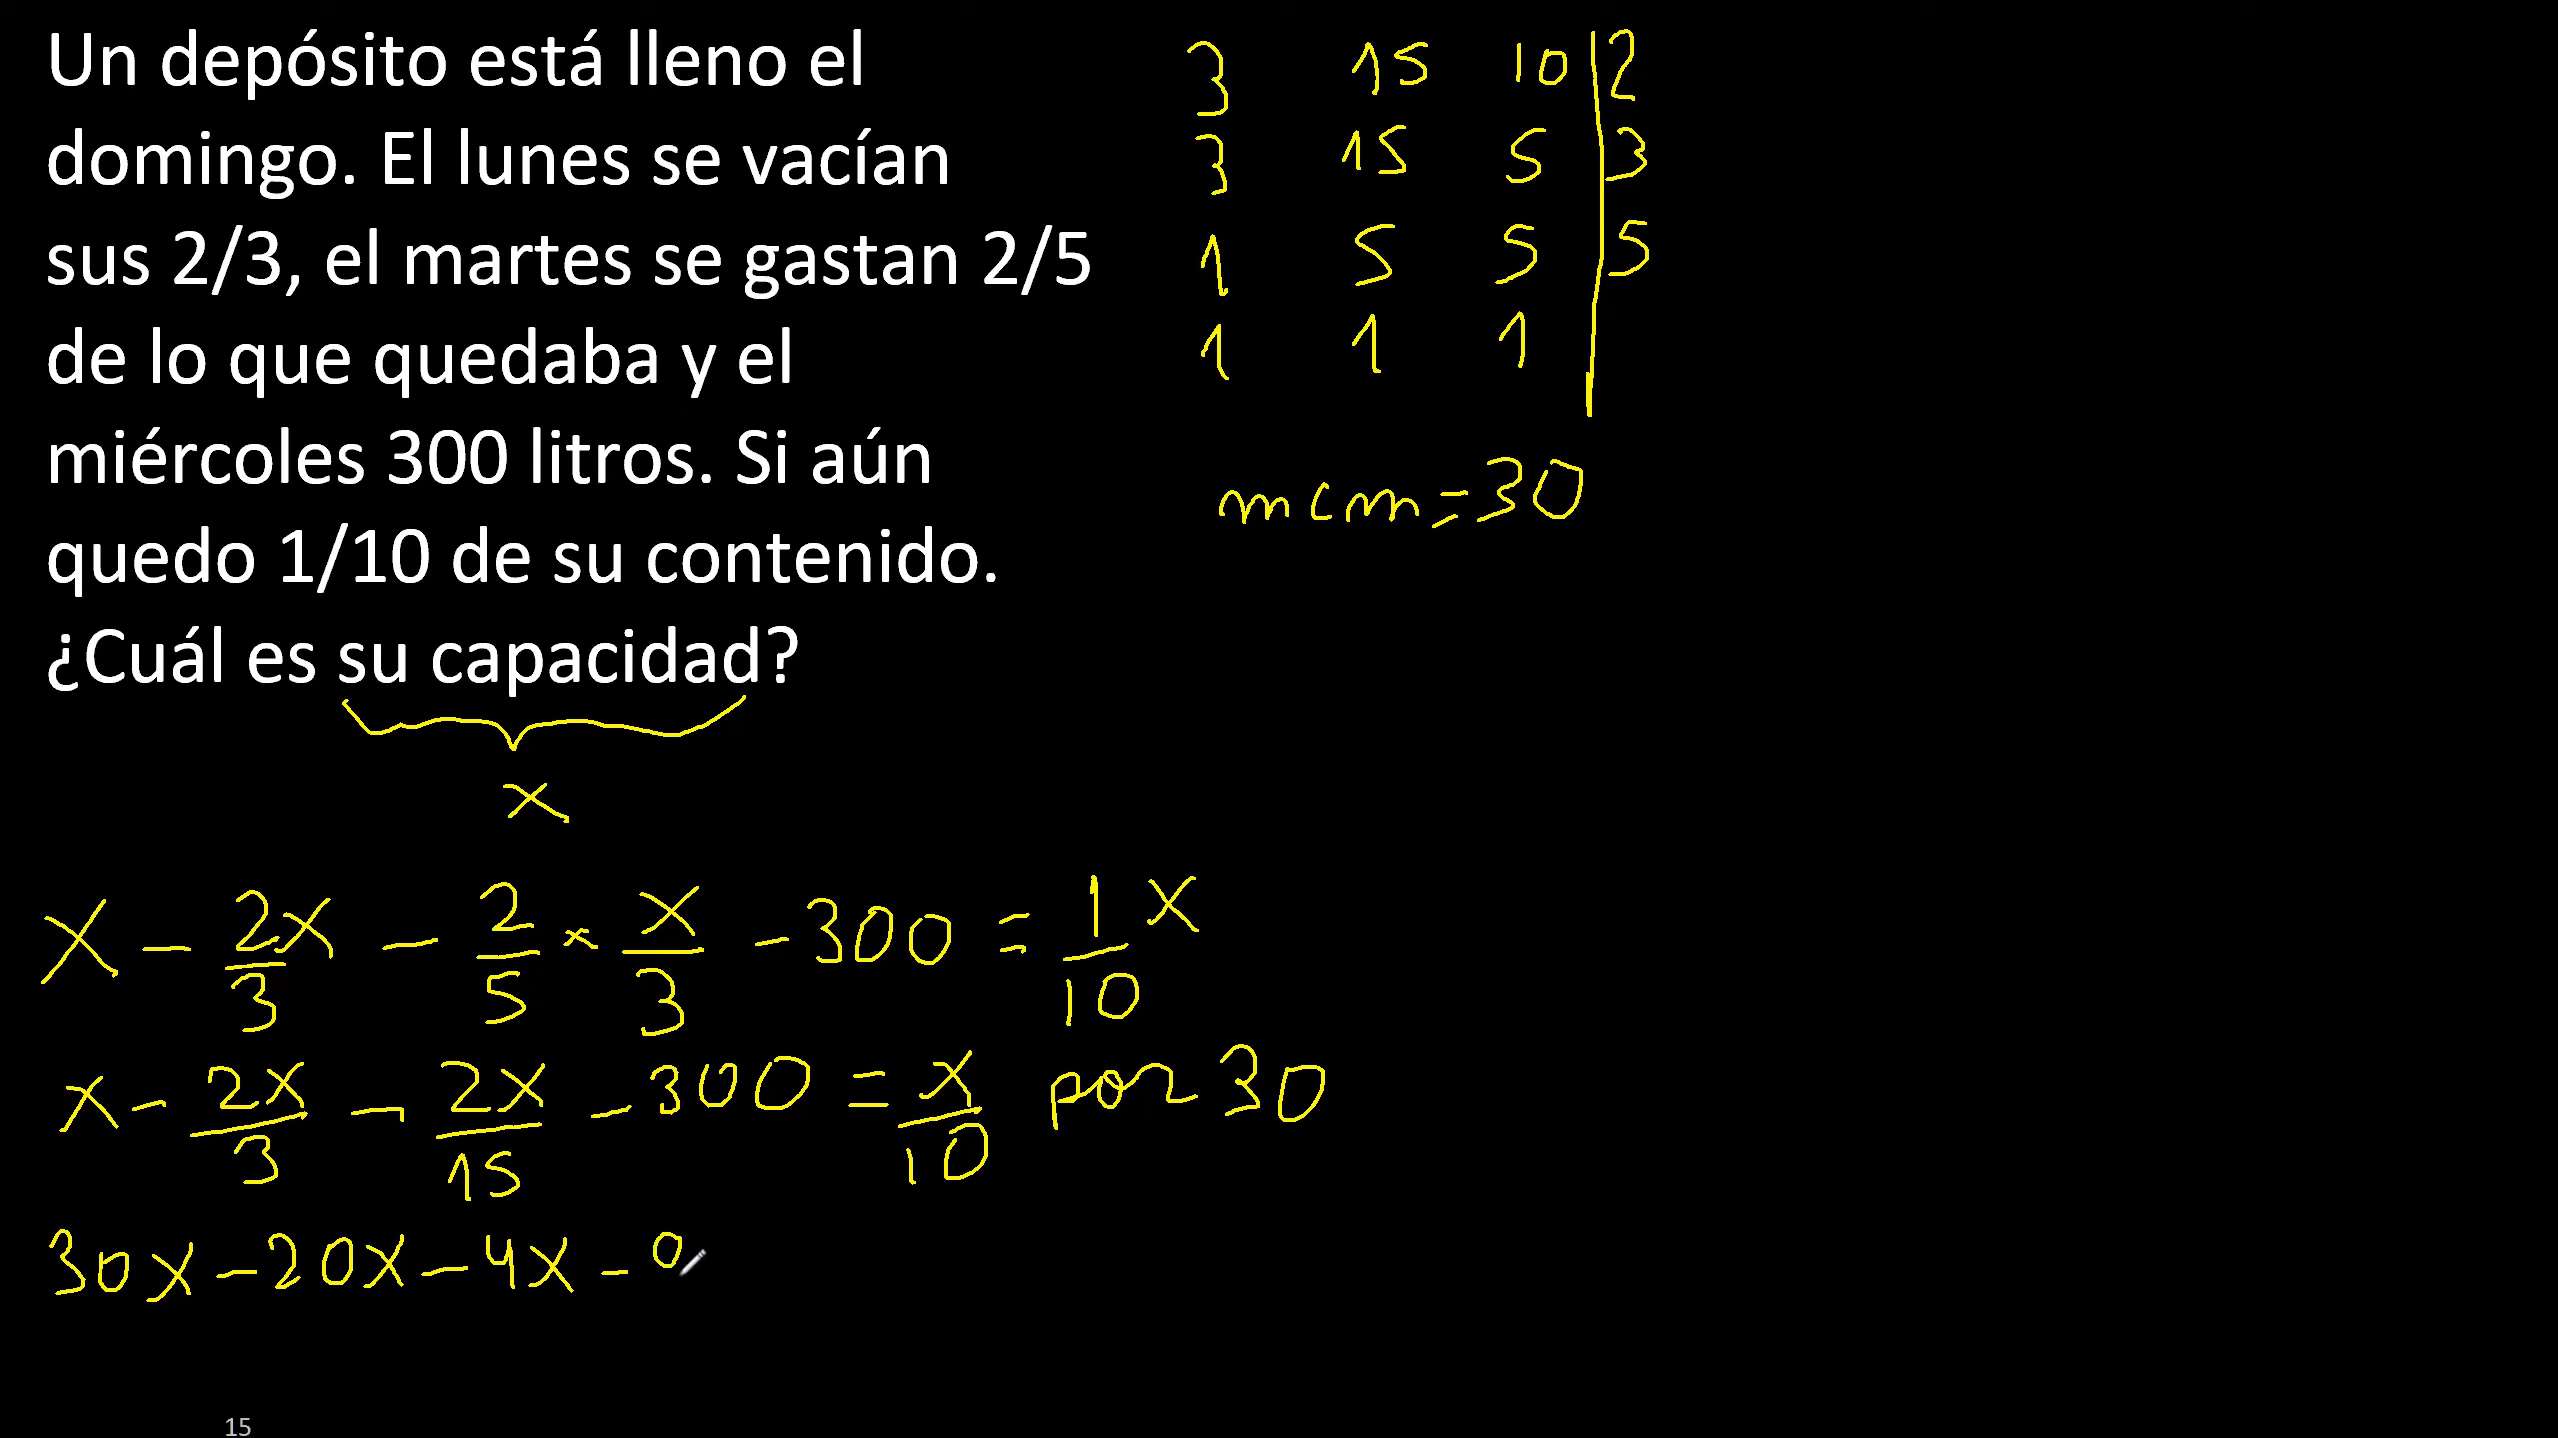 Un depósito está lleno el
domingo. El lunes se vacían
sus 2/3, el martes se gastan 2/5
de lo que quedaba y el
miércoles 300 litros. Si aún
quedo 1/10 de su contenido.
¿Cuál es su capacidad?
x
x - 2x/3 - 2/5 × x/3 - 300 = 1/10 x
x - 2x/3 - 2x/15 - 300 = x/10 por 30
30x - 20x - 4x - 9
3 15 10 | 2
3 15 5 | 3
1 5 5 | 5
1 1 1 |
mcm = 30
15